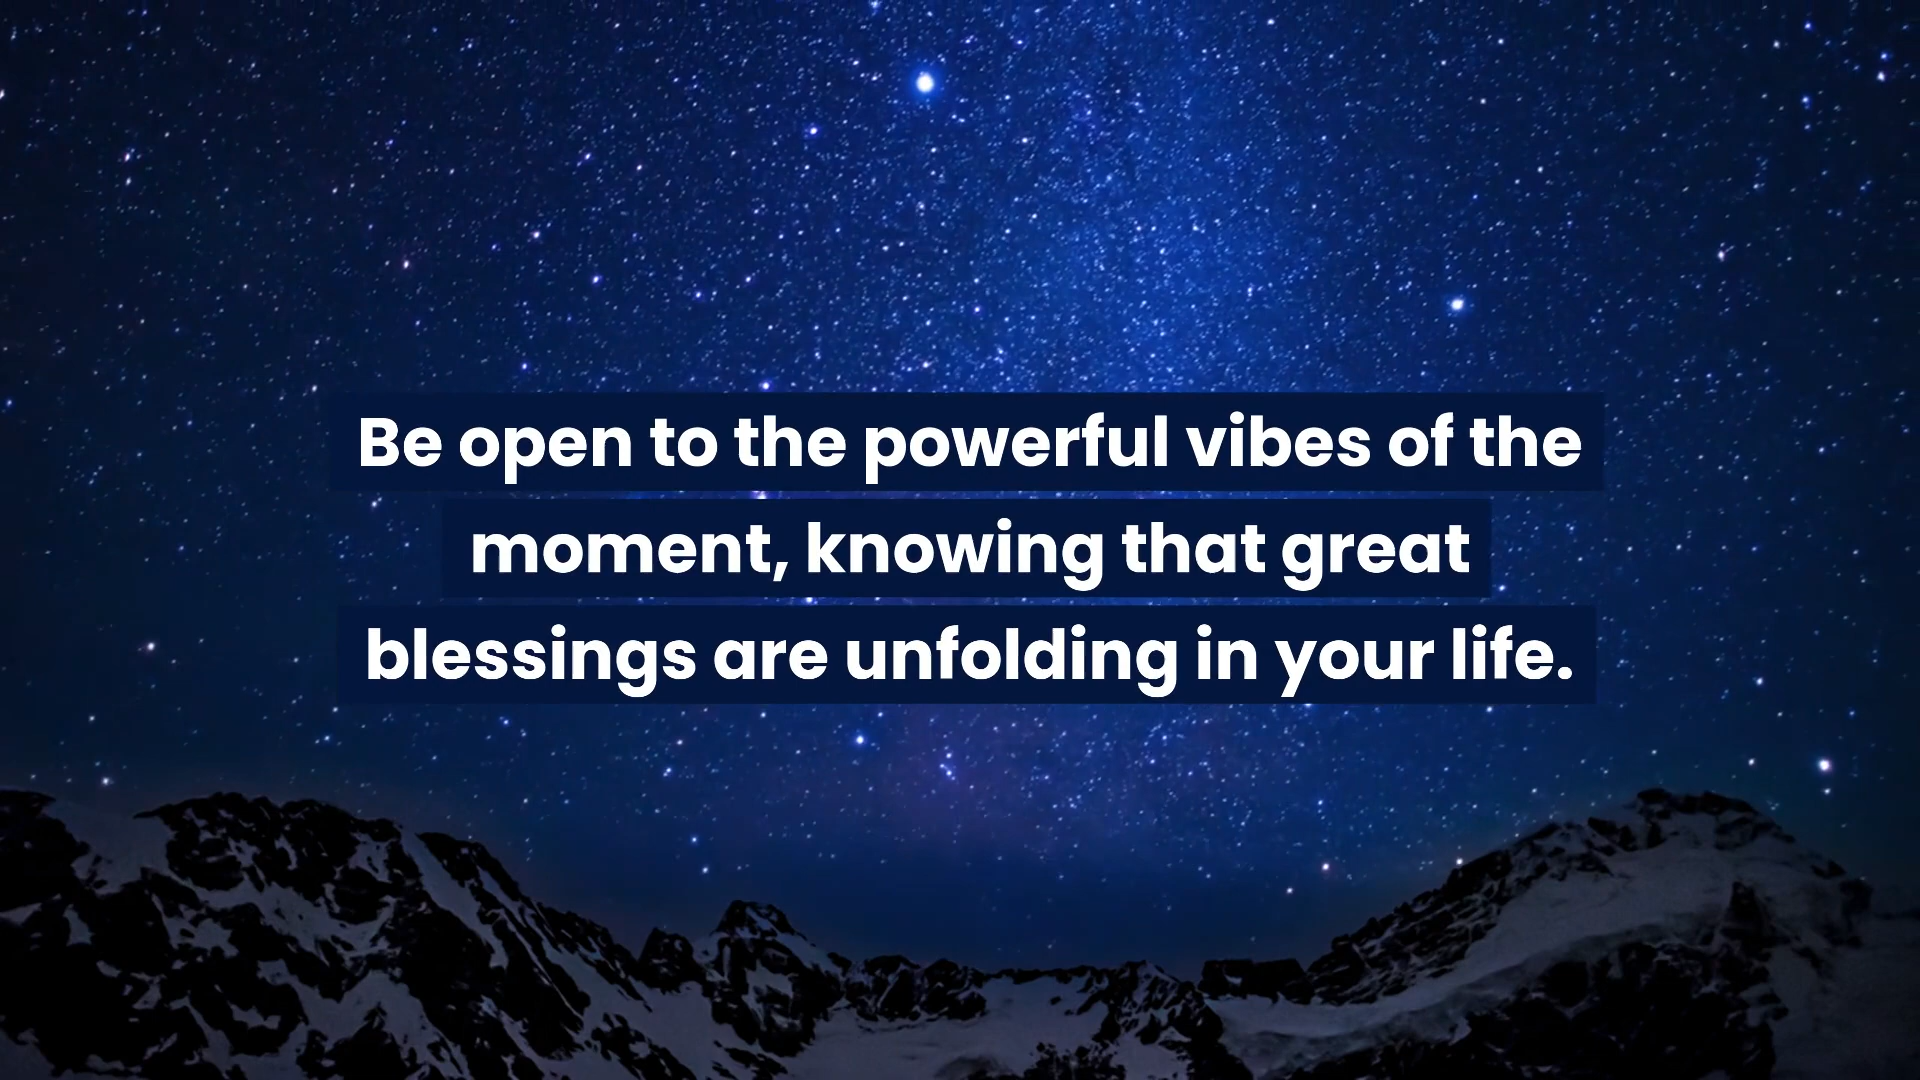 Be open to the powerful vibes of the
moment, knowing that great
blessings are unfolding in your life.